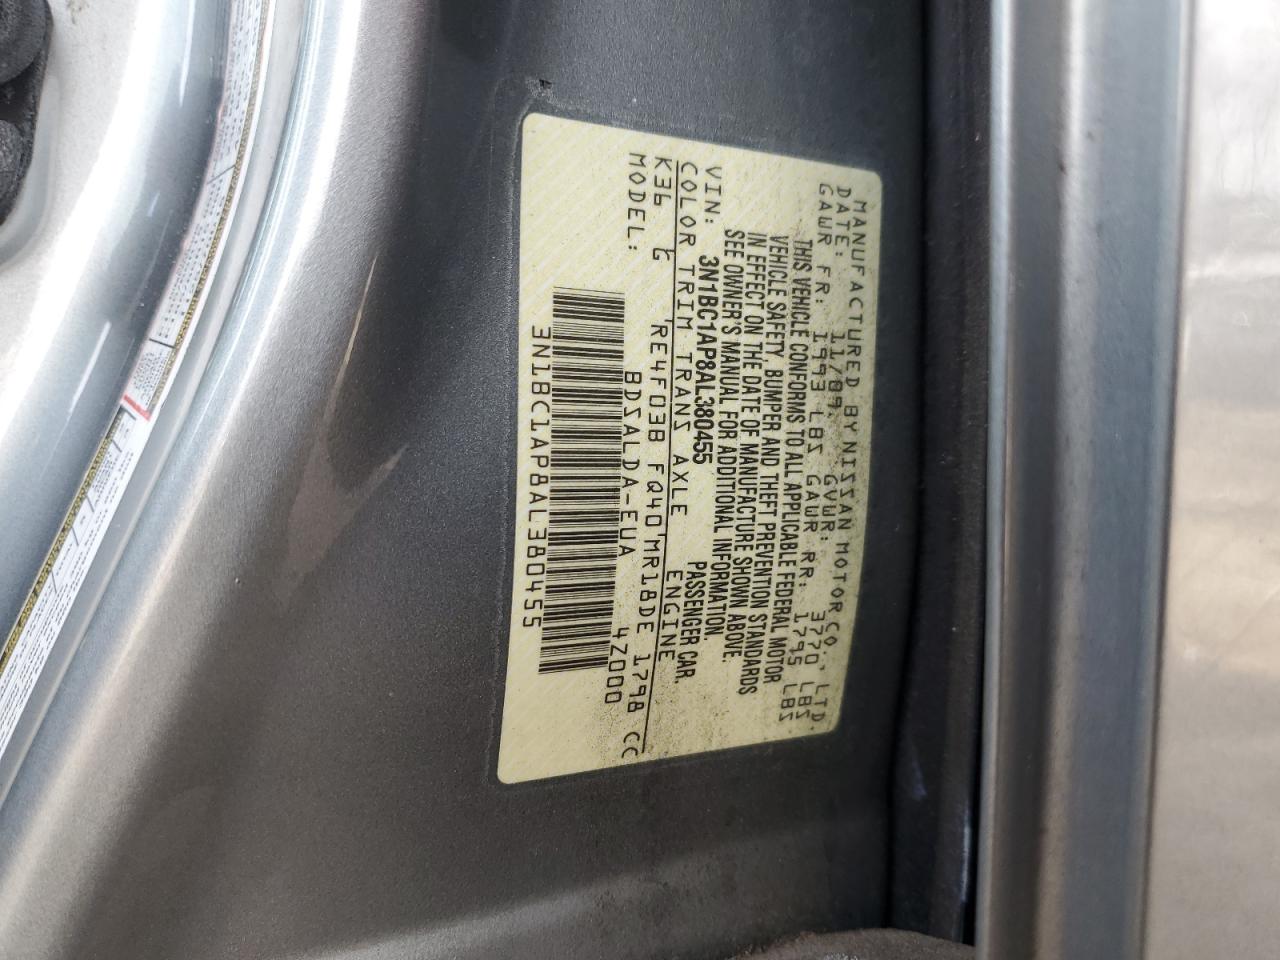 MANUFACTURED BY NISSAN MOTOR CO., LTD.
DATE: 11/09, GVWR: 3770 LBS,
GAWR FR: 1993 LBS GAWR RR: 1795 LBS
THIS VEHICLE CONFORMS TO ALL APPLICABLE FEDERAL MOTOR
VEHICLE SAFETY, BUMPER AND THEFT PREVENTION STANDARDS
IN EFFECT ON THE DATE OF MANUFACTURE SHOWN ABOVE.
SEE OWNER'S MANUAL FOR ADDITIONAL INFORMATION
VIN: 3N1BC1AP8AL380455 PASSENGER CAR.
COLOR TRIM TRANS AXLE ENGINE
K36 G RE4F03B FQ40 MR18DE 1798 CC
MODEL: BDSALDA-EUA 4Z000
3N1BC1AP8AL380455